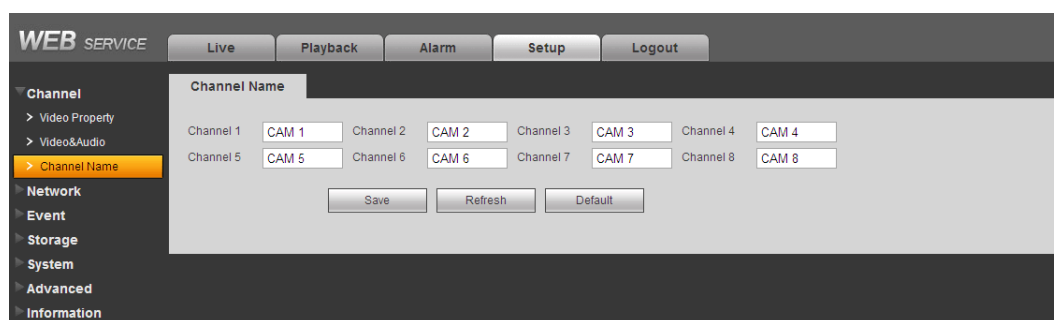 WEB SERVICE
Live Playback Alarm Setup Logout
Channel
> Video Property
> Video&Audio
> Channel Name
Network
Event
Storage
System
Advanced
Information
Channel Name
Channel 1 CAM 1 Channel 2 CAM 2 Channel 3 CAM 3 Channel 4 CAM 4
Channel 5 CAM 5 Channel 6 CAM 6 Channel 7 CAM 7 Channel 8 CAM 8
Save Refresh Default